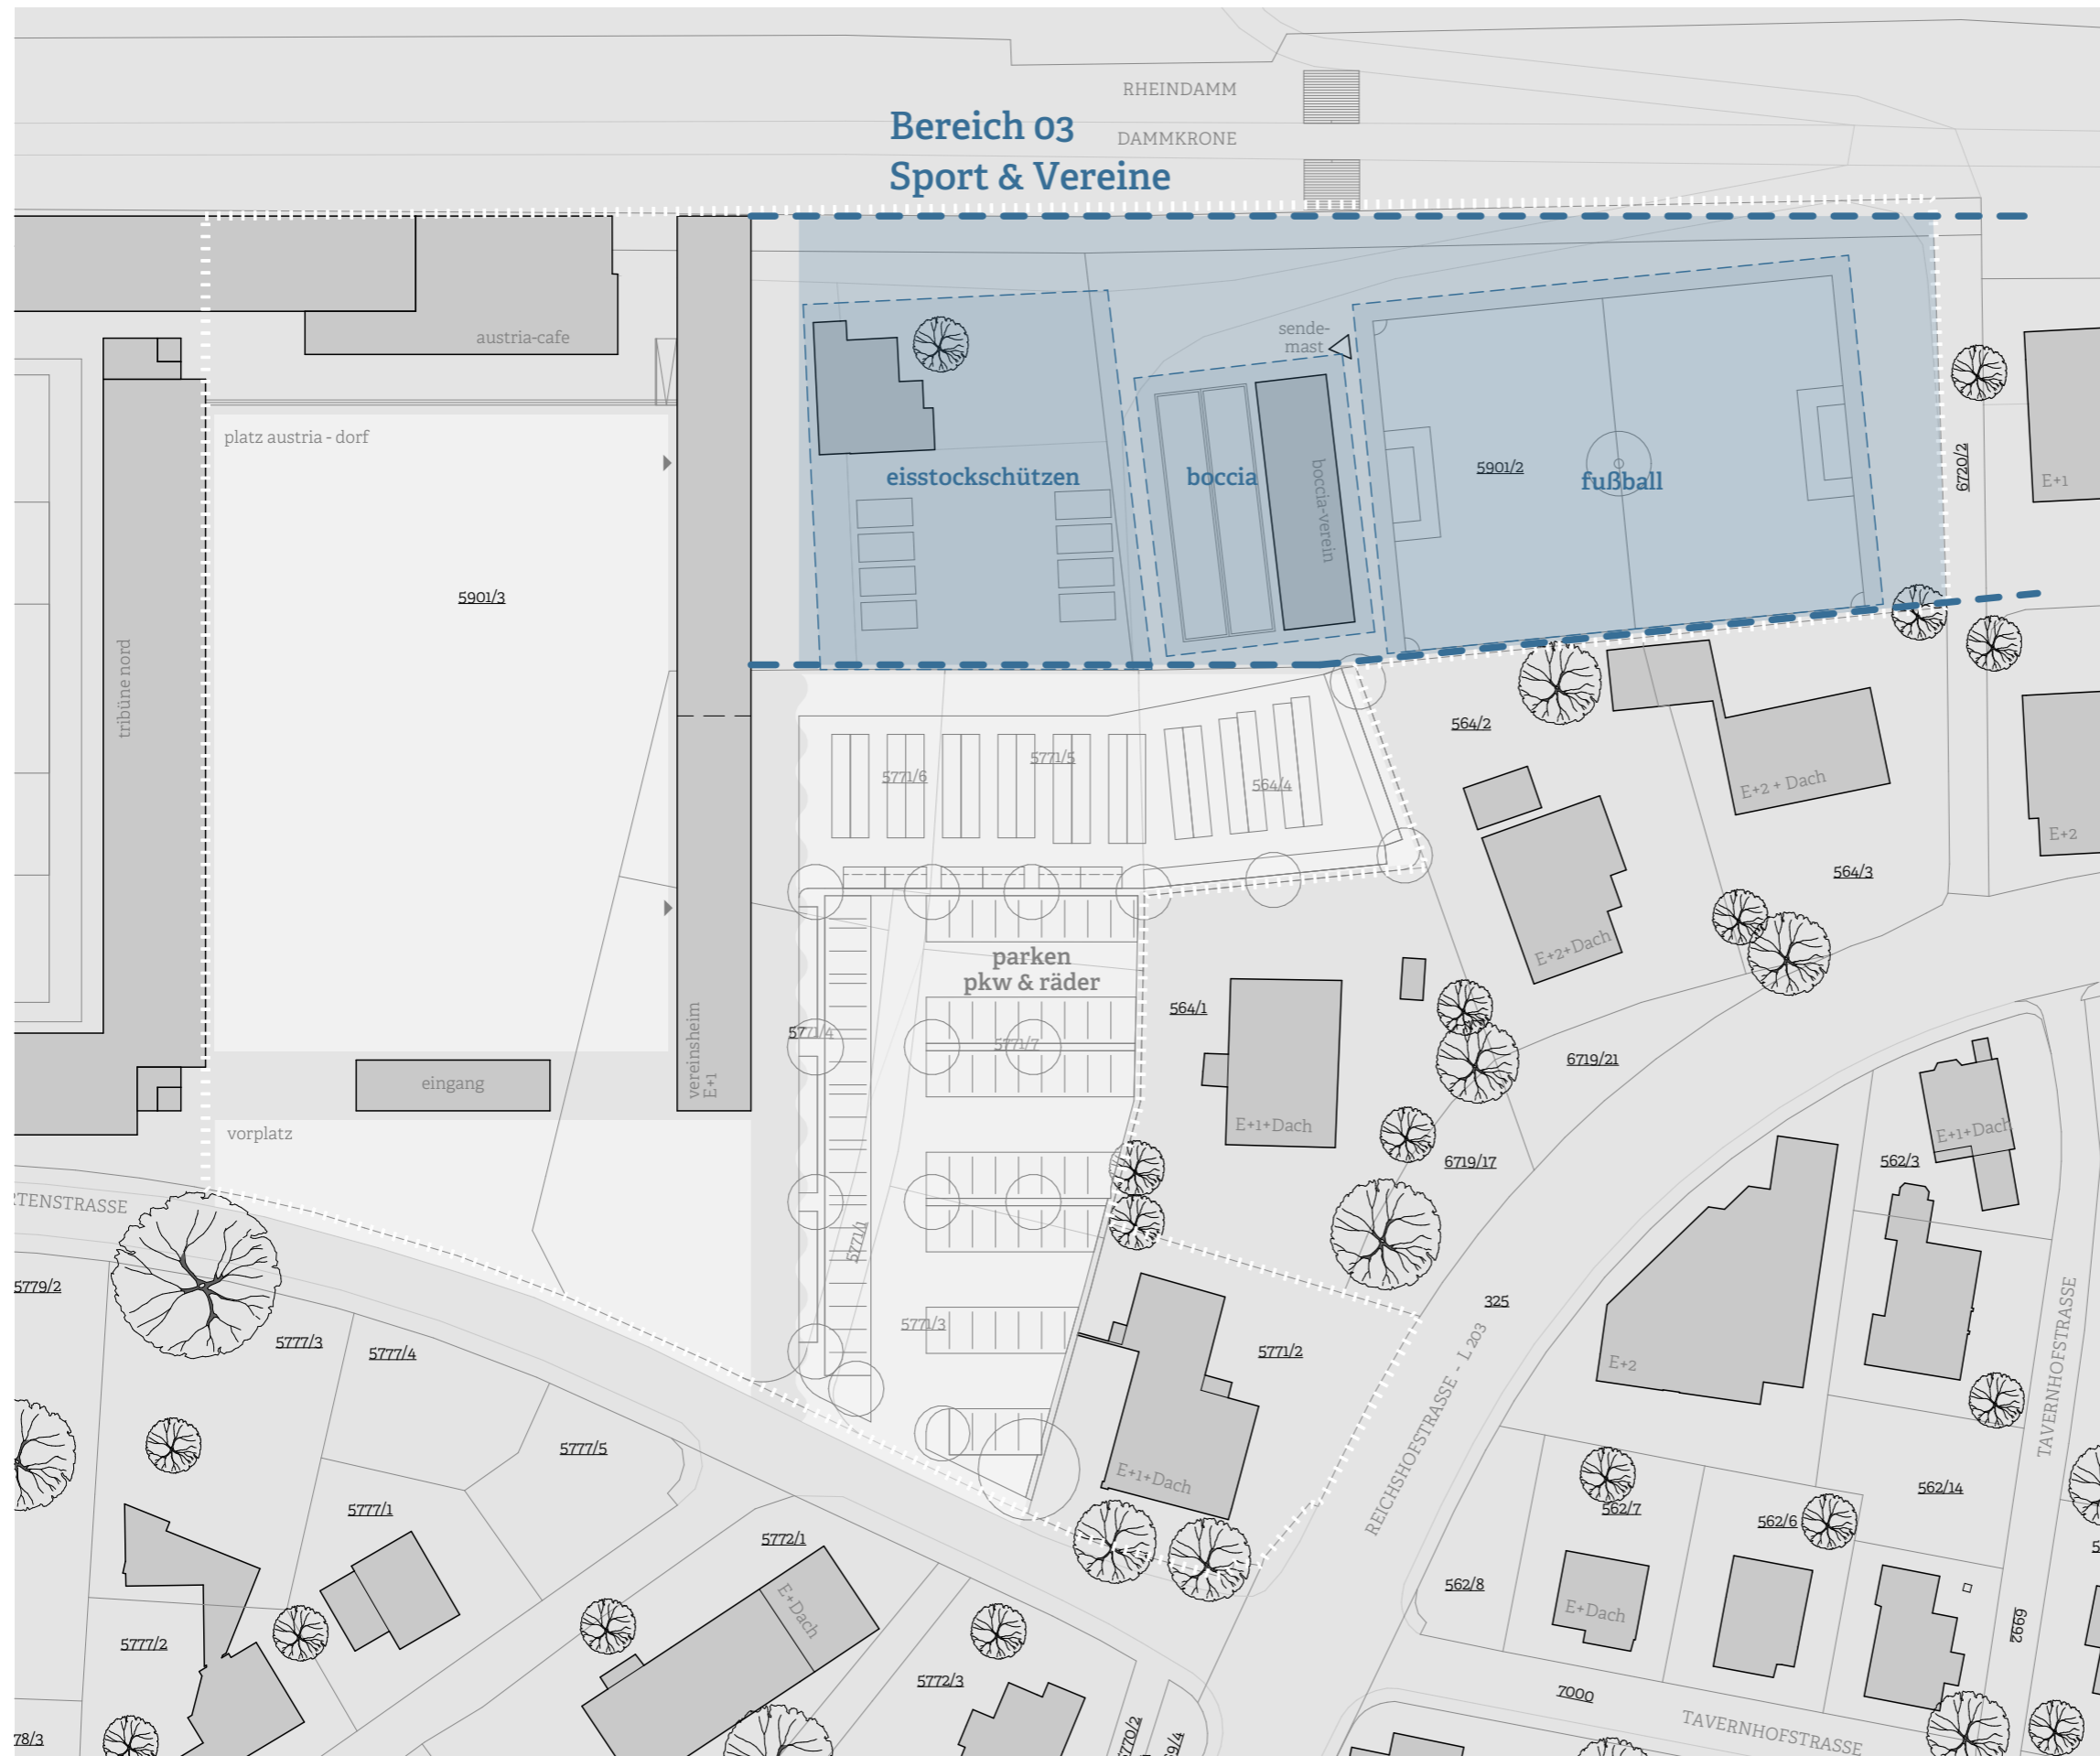 RHEINDAMM
Bereich 03
DAMMKRONE
Sport & Vereine
austria-cafe
sende-
mast
platz austria - dorf
eisstockschützen
boccia
boccia-verein
5901/2
fußball
6720/2
E+1
5901/3
tribüne nord
564/2
5771/6
5771/5
564/4
E+2 + Dach
E+2
564/3
E+2+Dach
parken
pkw & räder
564/1
5771/4
5771/7
6719/21
vereinsheim
E+1
eingang
E+1+Dach
vorplatz
6719/17
562/3
E+1+Dach
RTENSTRASSE
5771/1
5779/2
5777/3
5777/4
5771/3
5771/2
325
REICHSHOFSTRASSE - L 203
E+2
TAVERNHOFSTRASSE
5777/5
E+1+Dach
5777/1
562/14
562/7
562/6
5772/1
E+Dach
562/8
E+Dach
6992
5777/2
5772/3
7000
TAVERNHOFSTRASSE
78/3
5770/2
9/4